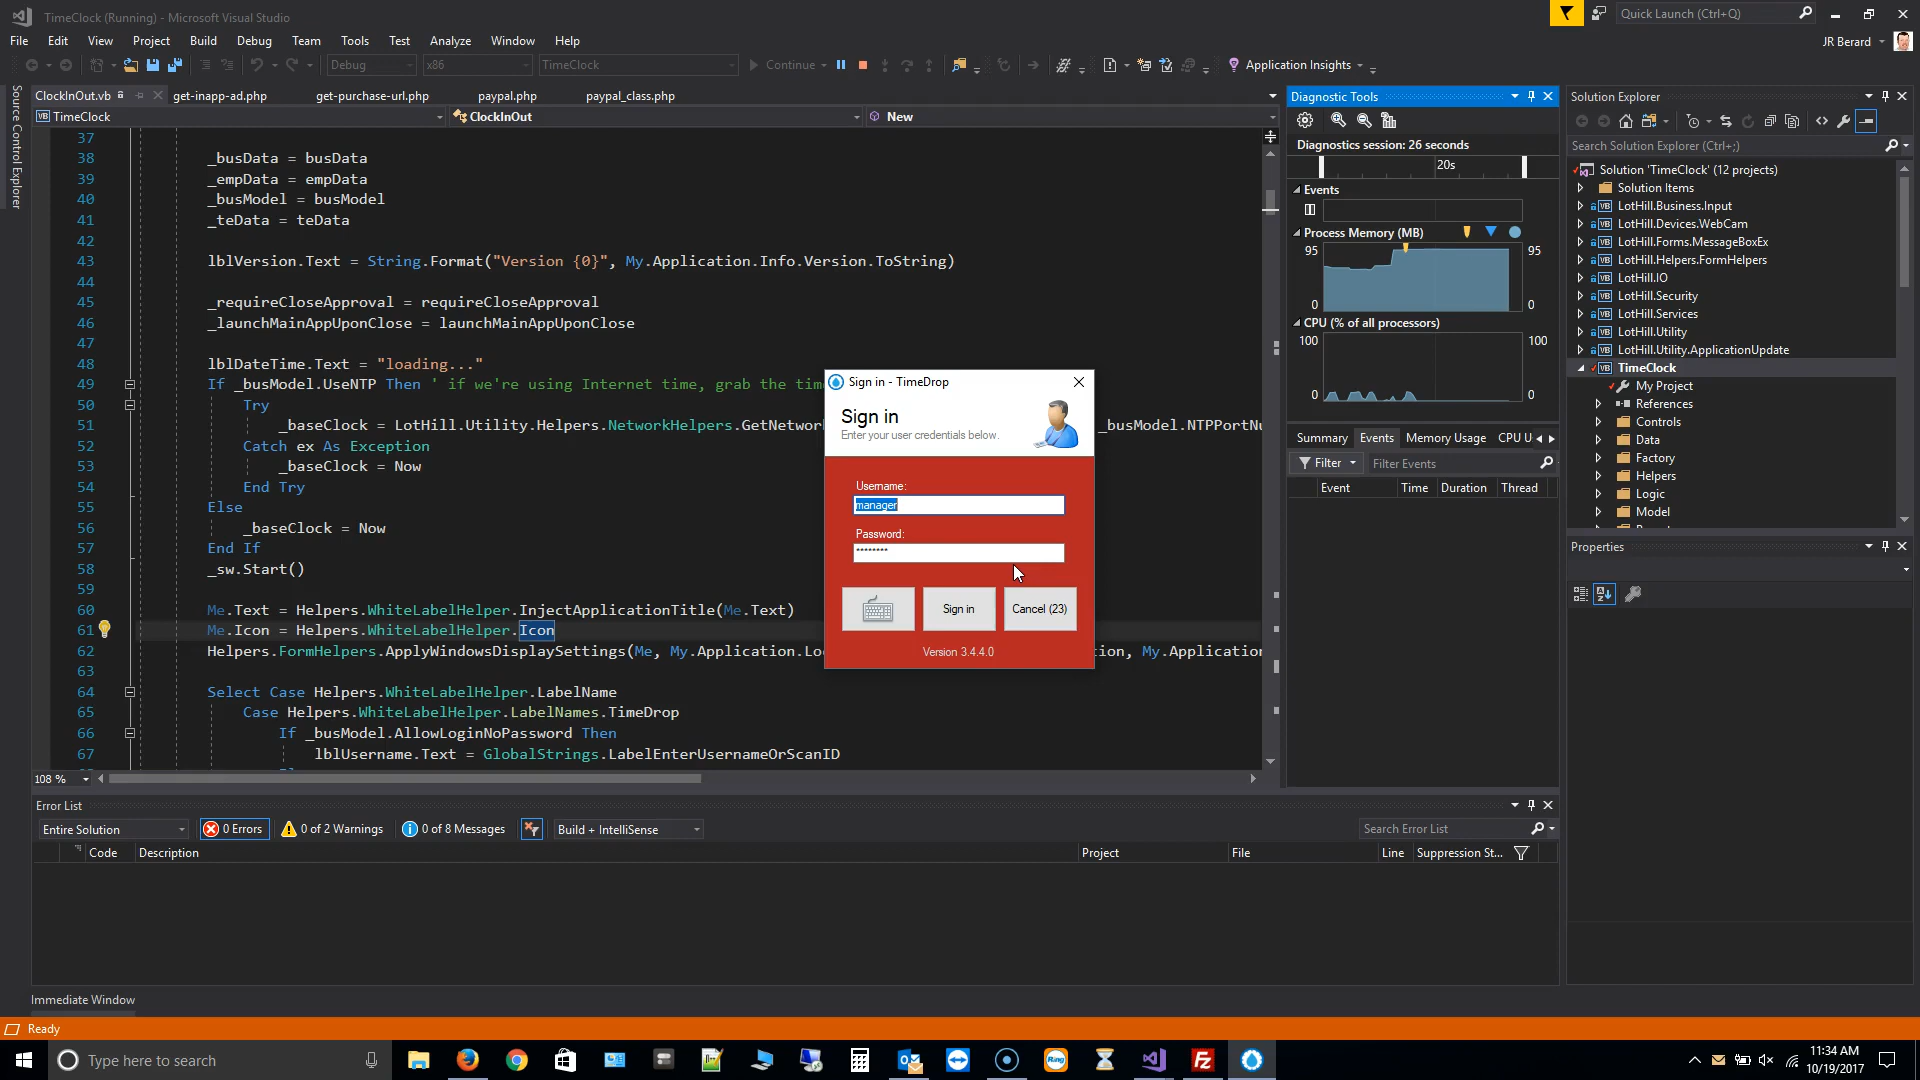 TimeClock (Running) - Microsoft Visual Studio
Quick Launch (Ctrl+Q)
File Edit View Project Build Debug Team Tools Test Analyze Window Help
JR Berard
Debug x86 TimeClock Continue Application Insights
Source Control Explorer
ClockInOut.vb get-inapp-ad.php get-purchase-url.php paypal.php paypal_class.php
TimeClock ClockInOut New
37
38 _busData = busData
39 _empData = empData
40 _busModel = busModel
41 _teData = teData
42
43 lblVersion.Text = String.Format("Version {0}", My.Application.Info.Version.ToString)
44
45 _requireCloseApproval = requireCloseApproval
46 _launchMainAppUponClose = launchMainAppUponClose
47
48 lblDateTime.Text = "loading..."
49 If _busModel.UseNTP Then ' if we're using Internet time, grab the tim
50 Try
51 _baseClock = LotHill.Utility.Helpers.NetworkHelpers.GetNetwor _busModel.NTPPortNu
52 Catch ex As Exception
53 _baseClock = Now
54 End Try
55 Else
56 _baseClock = Now
57 End If
58 _sw.Start()
59
60 Me.Text = Helpers.WhiteLabelHelper.InjectApplicationTitle(Me.Text)
61 Me.Icon = Helpers.WhiteLabelHelper.Icon
62 Helpers.FormHelpers.ApplyWindowsDisplaySettings(Me, My.Application.Lo ion, My.Application
63
64 Select Case Helpers.WhiteLabelHelper.LabelName
65 Case Helpers.WhiteLabelHelper.LabelNames.TimeDrop
66 If _busModel.AllowLoginNoPassword Then
67 lblUsername.Text = GlobalStrings.LabelEnterUsernameOrScanID
108 %
Sign in - TimeDrop
Sign in
Enter your user credentials below.
Username:
manager
Password:
********
Sign in Cancel (23)
Version 3.4.4.0
Diagnostic Tools
Diagnostics session: 26 seconds
20s
Events
Process Memory (MB)
95 95
0 0
CPU (% of all processors)
100 100
0 0
Summary Events Memory Usage CPU U
Filter Filter Events
Event Time Duration Thread
Solution Explorer
Search Solution Explorer (Ctrl+;)
Solution 'TimeClock' (12 projects)
Solution Items
LotHill.Business.Input
LotHill.Devices.WebCam
LotHill.Forms.MessageBoxEx
LotHill.Helpers.FormHelpers
LotHill.IO
LotHill.Security
LotHill.Services
LotHill.Utility
LotHill.Utility.ApplicationUpdate
TimeClock
My Project
References
Controls
Data
Factory
Helpers
Logic
Model
Properties
Error List
Entire Solution 0 Errors 0 of 2 Warnings 0 of 8 Messages Build + IntelliSense Search Error List
Code Description Project File Line Suppression St...
Immediate Window
Ready
Type here to search
Ring
11:34 AM
10/19/2017